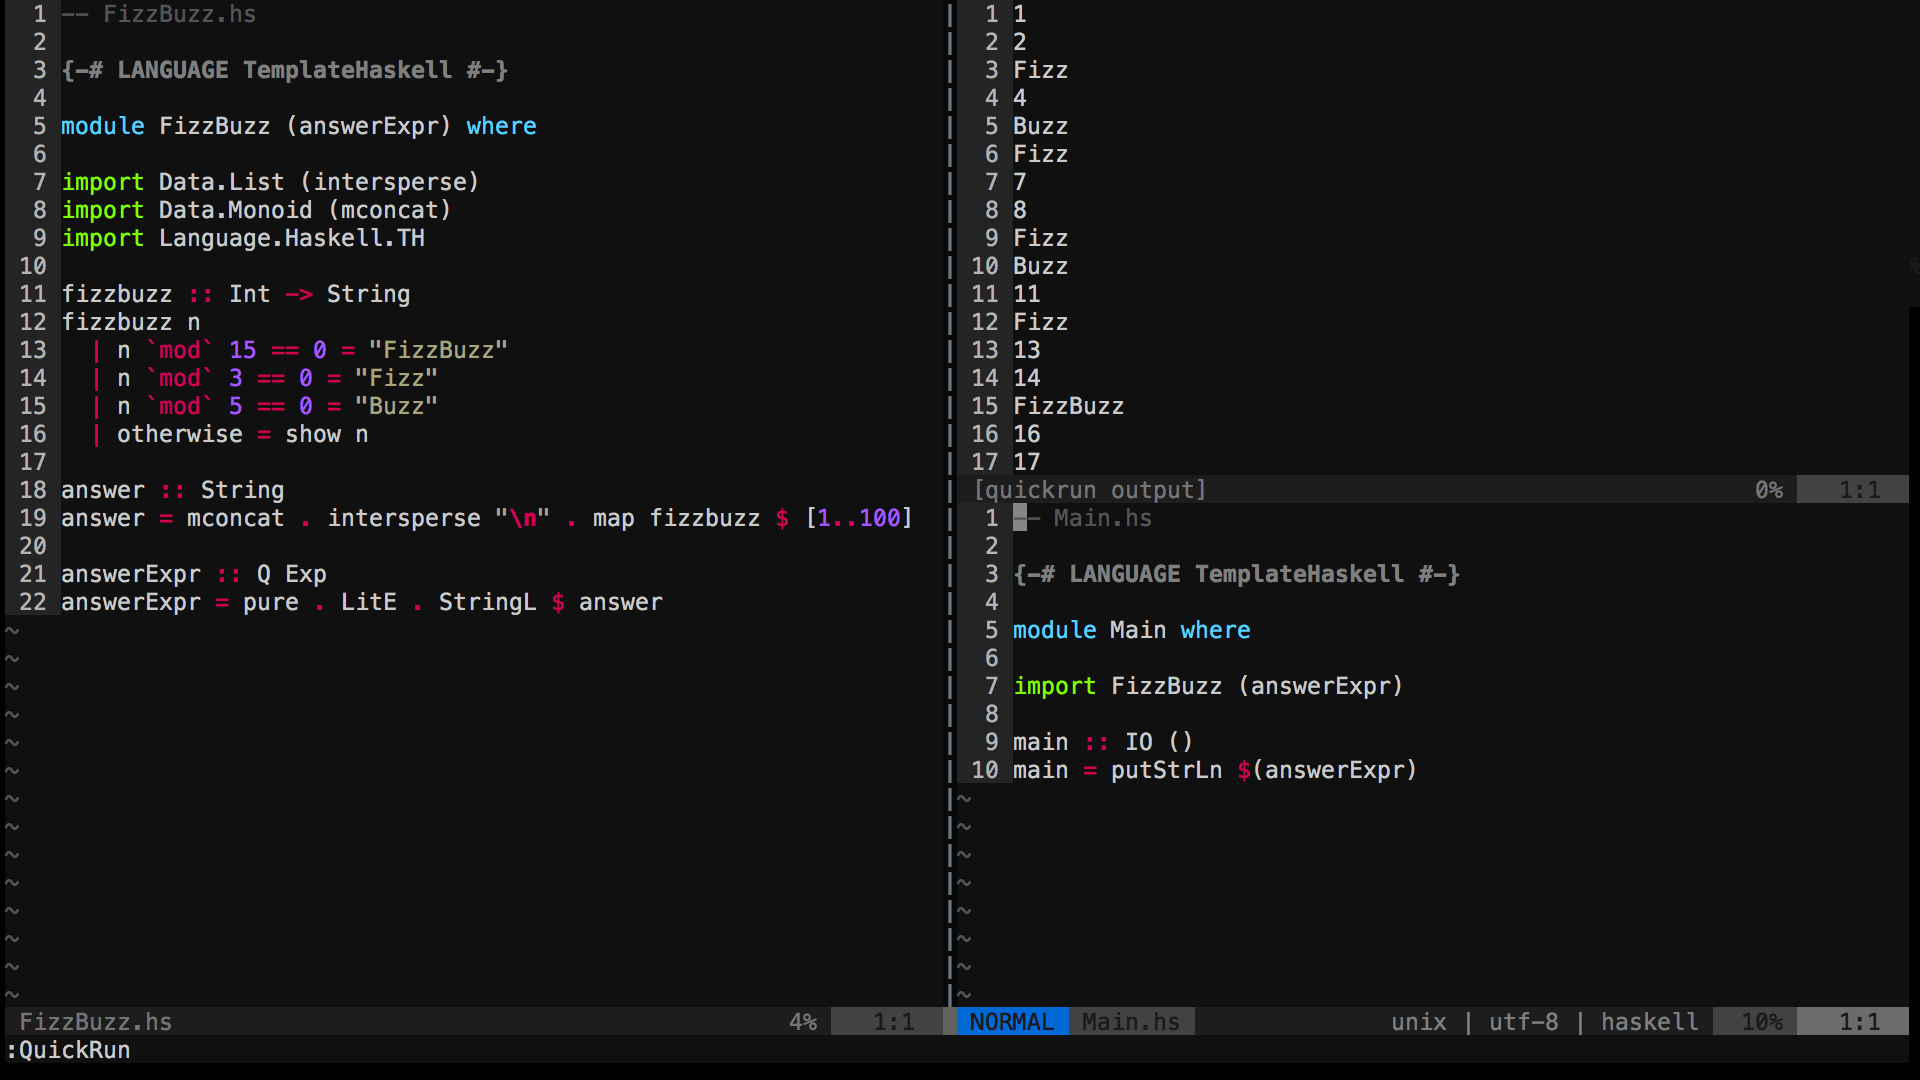 1 -- FizzBuzz.hs
2
3 {-# LANGUAGE TemplateHaskell #-}
4
5 module FizzBuzz (answerExpr) where
6
7 import Data.List (intersperse)
8 import Data.Monoid (mconcat)
9 import Language.Haskell.TH
10
11 fizzbuzz :: Int -> String
12 fizzbuzz n
13   | n `mod` 15 == 0 = "FizzBuzz"
14   | n `mod` 3 == 0 = "Fizz"
15   | n `mod` 5 == 0 = "Buzz"
16   | otherwise = show n
17
18 answer :: String
19 answer = mconcat . intersperse "\n" . map fizzbuzz $ [1..100]
20
21 answerExpr :: Q Exp
22 answerExpr = pure . LitE . StringL $ answer
~
~
~
~
~
~
~
~
~
~
~
~
~
~
FizzBuzz.hs 4% 1:1
1 1
2 2
3 Fizz
4 4
5 Buzz
6 Fizz
7 7
8 8
9 Fizz
10 Buzz
11 11
12 Fizz
13 13
14 14
15 FizzBuzz
16 16
17 17
[quickrun output] 0% 1:1
1 -- Main.hs
2
3 {-# LANGUAGE TemplateHaskell #-}
4
5 module Main where
6
7 import FizzBuzz (answerExpr)
8
9 main :: IO ()
10 main = putStrLn $(answerExpr)
~
~
~
~
~
~
~
~
NORMAL Main.hs unix | utf-8 | haskell 10% 1:1
:QuickRun